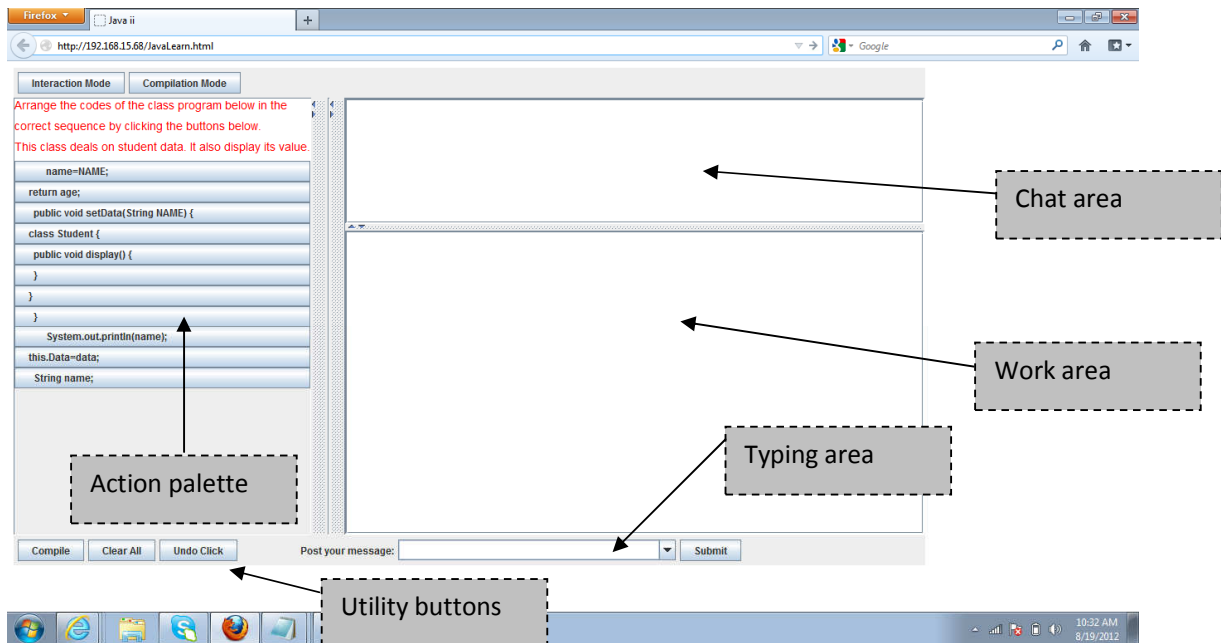 Firefox
Java ii
+
http://192.168.15.68/JavaLearn.html
Google
Interaction Mode
Compilation Mode
Arrange the codes of the class program below in the
correct sequence by clicking the buttons below.
This class deals on student data. It also display its value.
name=NAME;
return age;
public void setData(String NAME) {
class Student {
public void display() {
}
}
}
System.out.println(name);
this.Data=data;
String name;
Chat area
Work area
Typing area
Action palette
Compile
Clear All
Undo Click
Post your message:
Submit
Utility buttons
10:32 AM
8/19/2012